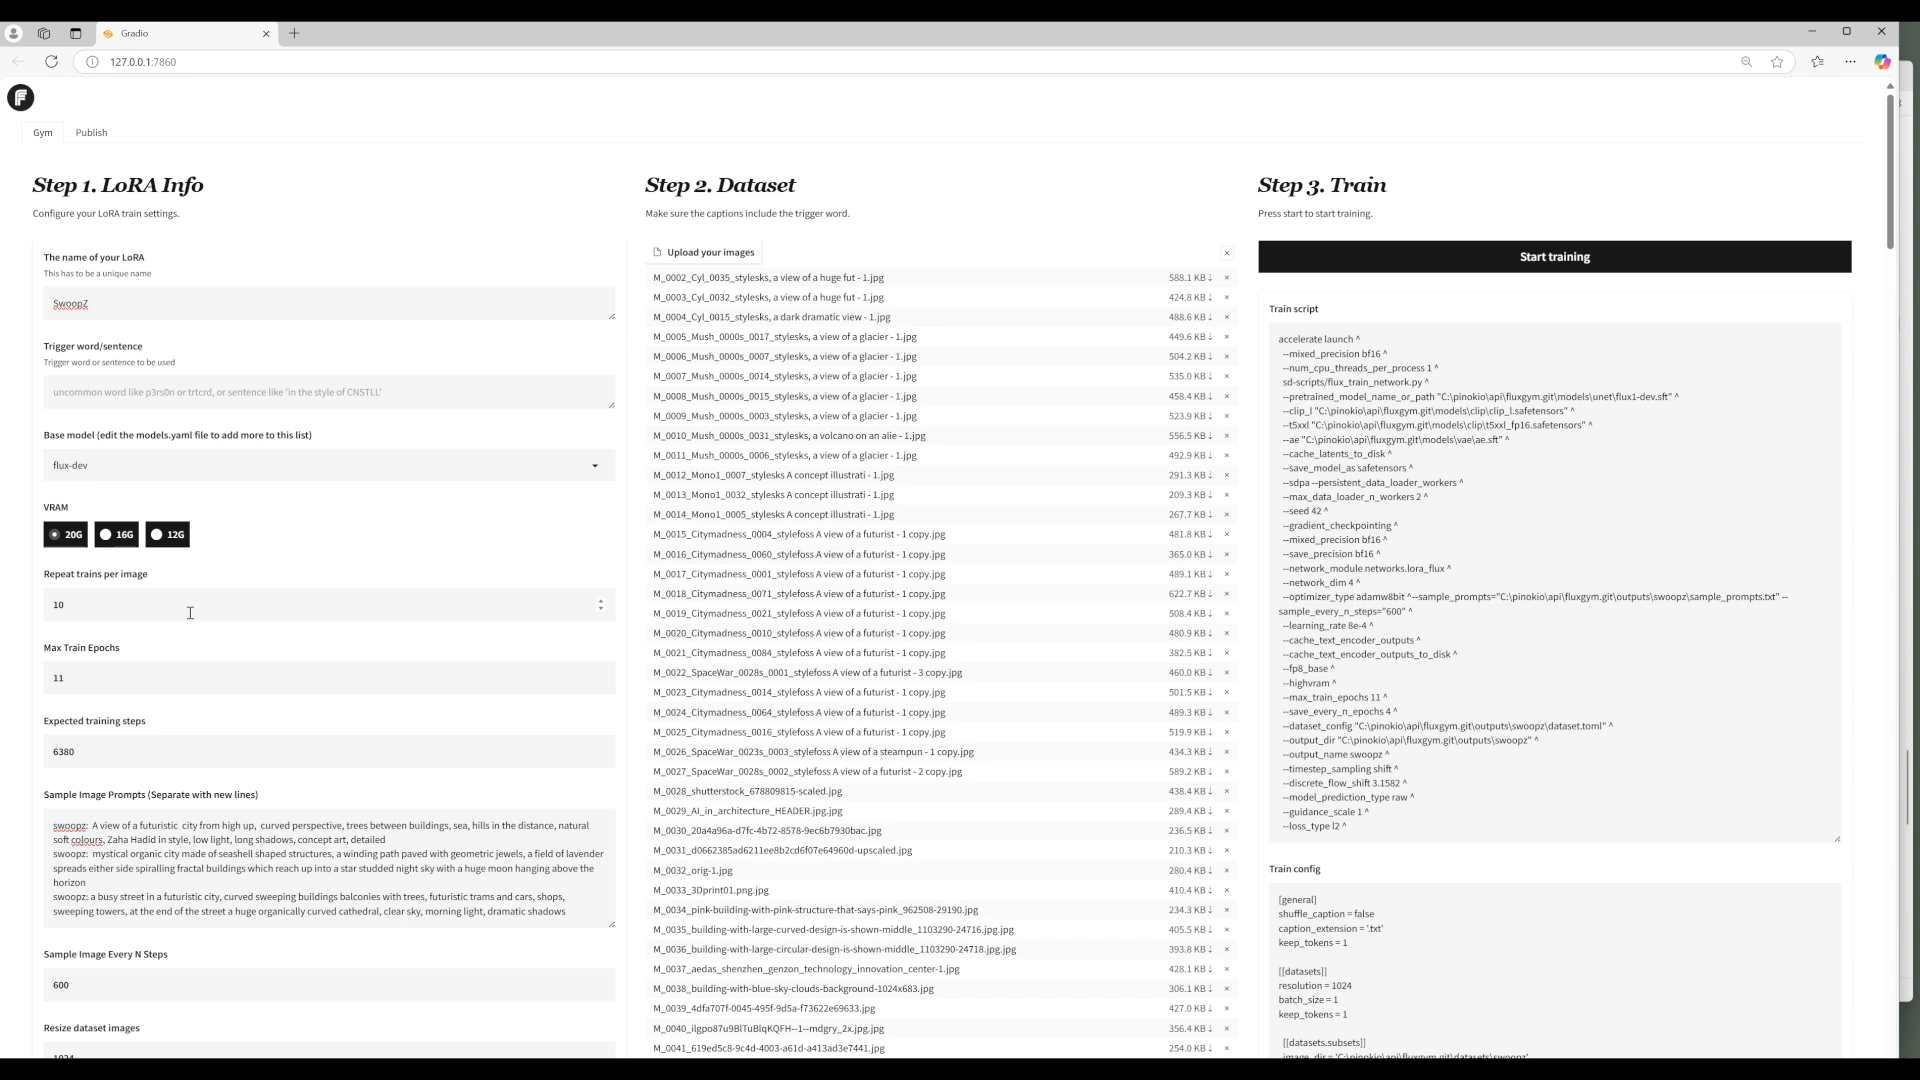 Gradio
127.0.0.1:7860
Gym
Publish
Step 1. LoRA Info
Configure your LoRA train settings.
The name of your LoRA
This has to be a unique name
SwoopZ
Trigger word/sentence
Trigger word or sentence to be used
uncommon word like p3rs0n or trtcrd, or sentence like 'in the style of CNSTLL'
Base model (edit the models.yaml file to add more to this list)
flux-dev
VRAM
20G
16G
12G
Repeat trains per image
10
Max Train Epochs
11
Expected training steps
6380
Sample Image Prompts (Separate with new lines)
swoopz: A view of a futuristic city from high up, curved perspective, trees between buildings, sea, hills in the distance, natural
soft colours, Zaha Hadid in style, low light, long shadows, concept art, detailed
swoopz: mystical organic city made of seashell shaped structures, a winding path paved with geometric jewels, a field of lavender
spreads either side spiralling fractal buildings which reach up into a star studded night sky with a huge moon hanging above the
horizon
swoopz: a busy street in a futuristic city, curved sweeping buildings balconies with trees, futuristic trams and cars, shops,
sweeping towers, at the end of the street a huge organically curved cathedral, clear sky, morning light, dramatic shadows
Sample Image Every N Steps
600
Resize dataset images
1024
Step 2. Dataset
Make sure the captions include the trigger word.
Upload your images
M_0002_Cyl_0035_stylesks, a view of a huge fut - 1.jpg 588.1 KB ↓ ×
M_0003_Cyl_0032_stylesks, a view of a huge fut - 1.jpg 424.8 KB ↓ ×
M_0004_Cyl_0015_stylesks, a dark dramatic view - 1.jpg 488.6 KB ↓ ×
M_0005_Mush_0000s_0017_stylesks, a view of a glacier - 1.jpg 449.6 KB ↓ ×
M_0006_Mush_0000s_0007_stylesks, a view of a glacier - 1.jpg 504.2 KB ↓ ×
M_0007_Mush_0000s_0014_stylesks, a view of a glacier - 1.jpg 535.0 KB ↓ ×
M_0008_Mush_0000s_0015_stylesks, a view of a glacier - 1.jpg 458.4 KB ↓ ×
M_0009_Mush_0000s_0003_stylesks, a view of a glacier - 1.jpg 523.9 KB ↓ ×
M_0010_Mush_0000s_0031_stylesks, a volcano on an alie - 1.jpg 556.5 KB ↓ ×
M_0011_Mush_0000s_0006_stylesks, a view of a glacier - 1.jpg 492.9 KB ↓ ×
M_0012_Mono1_0007_stylesks A concept illustrati - 1.jpg 291.3 KB ↓ ×
M_0013_Mono1_0032_stylesks A concept illustrati - 1.jpg 209.3 KB ↓ ×
M_0014_Mono1_0005_stylesks A concept illustrati - 1.jpg 267.7 KB ↓ ×
M_0015_Citymadness_0004_stylefoss A view of a futurist - 1 copy.jpg 481.8 KB ↓ ×
M_0016_Citymadness_0060_stylefoss A view of a futurist - 1 copy.jpg 365.0 KB ↓ ×
M_0017_Citymadness_0001_stylefoss A view of a futurist - 1 copy.jpg 489.1 KB ↓ ×
M_0018_Citymadness_0071_stylefoss A view of a futurist - 1 copy.jpg 622.7 KB ↓ ×
M_0019_Citymadness_0021_stylefoss A view of a futurist - 1 copy.jpg 508.4 KB ↓ ×
M_0020_Citymadness_0010_stylefoss A view of a futurist - 1 copy.jpg 480.9 KB ↓ ×
M_0021_Citymadness_0084_stylefoss A view of a futurist - 1 copy.jpg 382.5 KB ↓ ×
M_0022_SpaceWar_0028s_0001_stylefoss A view of a futurist - 3 copy.jpg 460.0 KB ↓ ×
M_0023_Citymadness_0014_stylefoss A view of a futurist - 1 copy.jpg 501.5 KB ↓ ×
M_0024_Citymadness_0064_stylefoss A view of a futurist - 1 copy.jpg 489.3 KB ↓ ×
M_0025_Citymadness_0016_stylefoss A view of a futurist - 1 copy.jpg 519.9 KB ↓ ×
M_0026_SpaceWar_0023s_0003_stylefoss A view of a steampun - 1 copy.jpg 434.3 KB ↓ ×
M_0027_SpaceWar_0028s_0002_stylefoss A view of a futurist - 2 copy.jpg 589.2 KB ↓ ×
M_0028_shutterstock_678809815-scaled.jpg 438.4 KB ↓ ×
M_0029_AI_in_architecture_HEADER.jpg.jpg 289.4 KB ↓ ×
M_0030_20a4a96a-d7fc-4b72-8578-9ec6b7930bac.jpg 236.5 KB ↓ ×
M_0031_d0662385ad6211ee8b2cd6f07e64960d-upscaled.jpg 210.3 KB ↓ ×
M_0032_orig-1.jpg 280.4 KB ↓ ×
M_0033_3Dprint01.png.jpg 410.4 KB ↓ ×
M_0034_pink-building-with-pink-structure-that-says-pink_962508-29190.jpg 234.3 KB ↓ ×
M_0035_building-with-large-curved-design-is-shown-middle_1103290-24716.jpg.jpg 405.5 KB ↓ ×
M_0036_building-with-large-circular-design-is-shown-middle_1103290-24718.jpg.jpg 393.8 KB ↓ ×
M_0037_aedas_shenzhen_genzon_technology_innovation_center-1.jpg 428.1 KB ↓ ×
M_0038_building-with-blue-sky-clouds-background-1024x683.jpg 306.1 KB ↓ ×
M_0039_4dfa707f-0045-495f-9d5a-f73622e69633.jpg 427.0 KB ↓ ×
M_0040_ilgpo87u9BlTuBlqKQFH--1--mdgry_2x.jpg.jpg 356.4 KB ↓ ×
M_0041_619ed5c8-9c4d-4003-a61d-a413ad3e7441.jpg 254.0 KB ↓ ×
Step 3. Train
Press start to start training.
Start training
Train script
accelerate launch ^
--mixed_precision bf16 ^
--num_cpu_threads_per_process 1 ^
sd-scripts/flux_train_network.py ^
--pretrained_model_name_or_path "C:\pinokio\api\fluxgym.git\models\unet\flux1-dev.sft" ^
--clip_l "C:\pinokio\api\fluxgym.git\models\clip\clip_l.safetensors" ^
--t5xxl "C:\pinokio\api\fluxgym.git\models\clip\t5xxl_fp16.safetensors" ^
--ae "C:\pinokio\api\fluxgym.git\models\vae\ae.sft" ^
--cache_latents_to_disk ^
--save_model_as safetensors ^
--sdpa --persistent_data_loader_workers ^
--max_data_loader_n_workers 2 ^
--seed 42 ^
--gradient_checkpointing ^
--mixed_precision bf16 ^
--save_precision bf16 ^
--network_module networks.lora_flux ^
--network_dim 4 ^
--optimizer_type adamw8bit ^--sample_prompts="C:\pinokio\api\fluxgym.git\outputs\swoopz\sample_prompts.txt" --
sample_every_n_steps="600" ^
--learning_rate 8e-4 ^
--cache_text_encoder_outputs ^
--cache_text_encoder_outputs_to_disk ^
--fp8_base ^
--highvram ^
--max_train_epochs 11 ^
--save_every_n_epochs 4 ^
--dataset_config "C:\pinokio\api\fluxgym.git\outputs\swoopz\dataset.toml" ^
--output_dir "C:\pinokio\api\fluxgym.git\outputs\swoopz" ^
--output_name swoopz ^
--timestep_sampling shift ^
--discrete_flow_shift 3.1582 ^
--model_prediction_type raw ^
--guidance_scale 1 ^
--loss_type l2 ^
Train config
[general]
shuffle_caption = false
caption_extension = '.txt'
keep_tokens = 1
[[datasets]]
resolution = 1024
batch_size = 1
keep_tokens = 1
[[datasets.subsets]]
image_dir = 'C:\pinokio\api\fluxgym.git\datasets\swoopz'